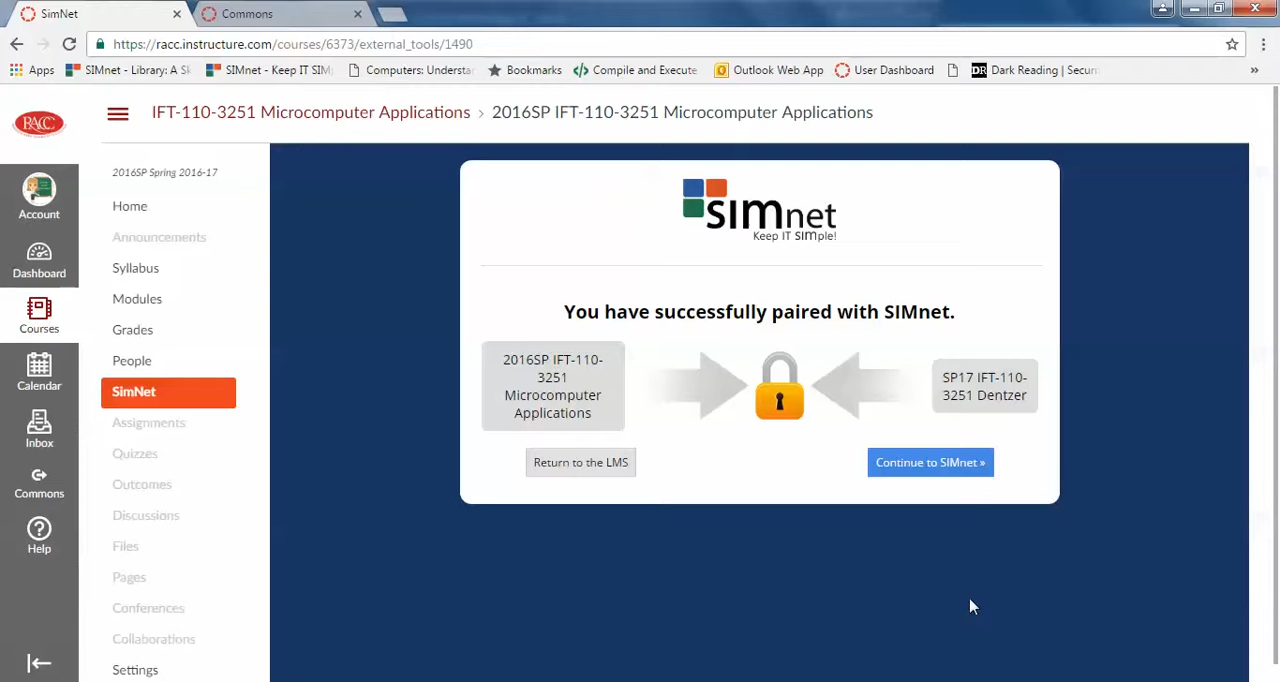 SimNet
Commons
https://racc.instructure.com/courses/6373/external_tools/1490
Apps
SIMnet - Library: A Sk
SIMnet - Keep IT SIM
Computers: Understa
Bookmarks
Compile and Execute
Outlook Web App
User Dashboard
DR Dark Reading | Secur
»
RACC
IFT-110-3251 Microcomputer Applications › 2016SP IFT-110-3251 Microcomputer Applications
Account
Dashboard
Courses
Calendar
Inbox
Commons
Help
2016SP Spring 2016-17
Home
Announcements
Syllabus
Modules
Grades
People
SimNet
Assignments
Quizzes
Outcomes
Discussions
Files
Pages
Conferences
Collaborations
Settings
SIMnet
Keep IT SIMple!
You have successfully paired with SIMnet.
2016SP IFT-110-
3251
Microcomputer
Applications
SP17 IFT-110-
3251 Dentzer
Return to the LMS
Continue to SIMnet »